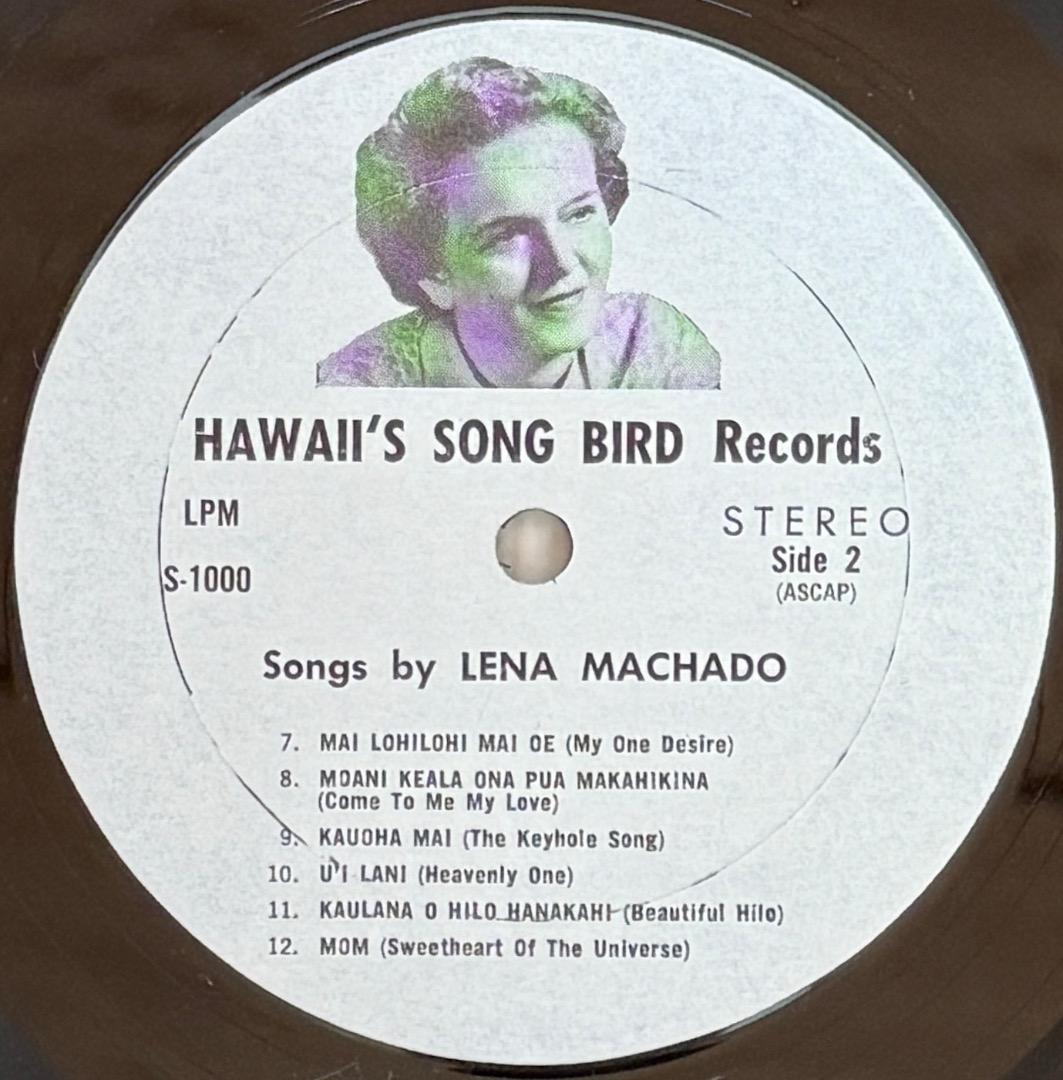 HAWAII'S SONG BIRD Records
LPM
S-1000
STEREO
Side 2
(ASCAP)
Songs by LENA MACHADO
7. MAI LOHILOHI MAI OE (My One Desire)
8. MOANI KEALA ONA PUA MAKAHIKINA
(Come To Me My Love)
9. KAUOHA MAI (The Keyhole Song)
10. U'I LANI (Heavenly One)
11. KAULANA O HILO HANAKAHI (Beautiful Hilo)
12. MOM (Sweetheart Of The Universe)